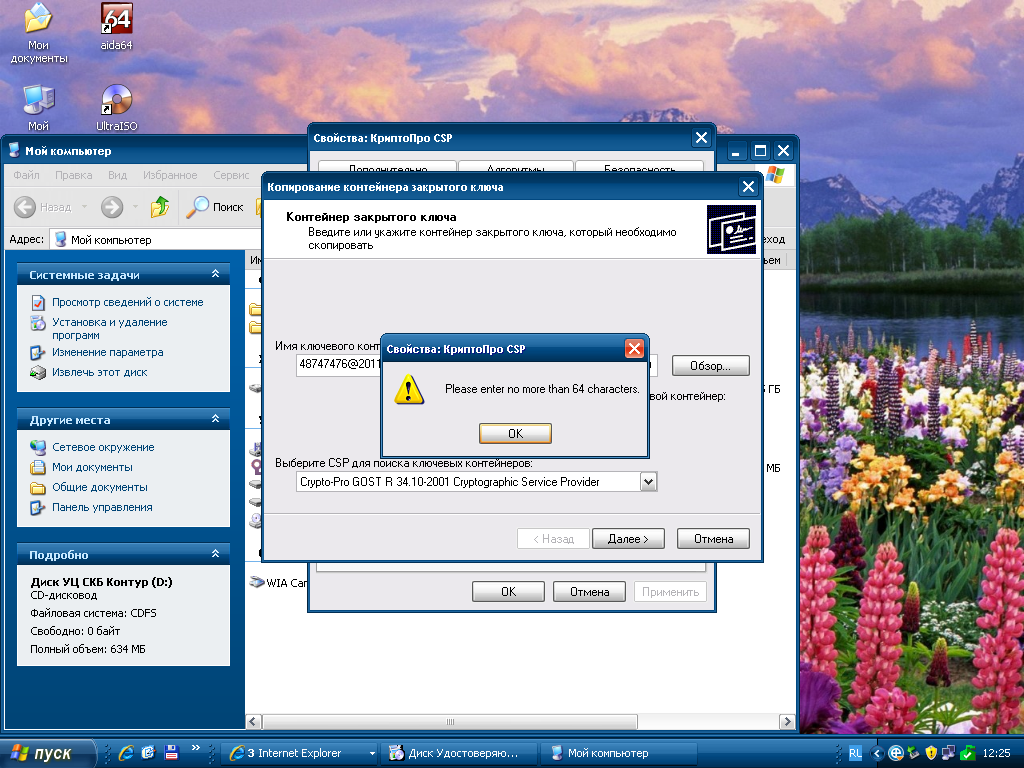 Мои
документы
64
aida64
Мой
UltraISO
Мой компьютер
Файл Правка Вид Избранное Сервис
Назад Поиск
Адрес: Мой компьютер
Системные задачи
Просмотр сведений о системе
Установка и удаление
программ
Изменение параметра
Извлечь этот диск
Другие места
Сетевое окружение
Мои документы
Общие документы
Панель управления
Подробно
Диск УЦ СКБ Контур (D:)
CD-дисковод
Файловая система: CDFS
Свободно: 0 байт
Полный объем: 634 МБ
ГБ
МБ
WIA
Свойства: КриптоПро CSP
Дополнительно Алгоритмы Безопасность
Копирование контейнера закрытого ключа
Контейнер закрытого ключа
Введите или укажите контейнер закрытого ключа, который необходимо
скопировать
Имя ключевого
48747476@2011
Обзор...
контейнер:
Выберите CSP для поиска ключевых контейнеров:
Crypto-Pro GOST R 34.10-2001 Cryptographic Service Provider
< Назад Далее > Отмена
Свойства: КриптоПро CSP
Please enter no more than 64 characters.
OK
OK Отмена Применить
пуск
3 Internet Explorer
Диск Удостоверяю...
Мой компьютер
RL
12:25